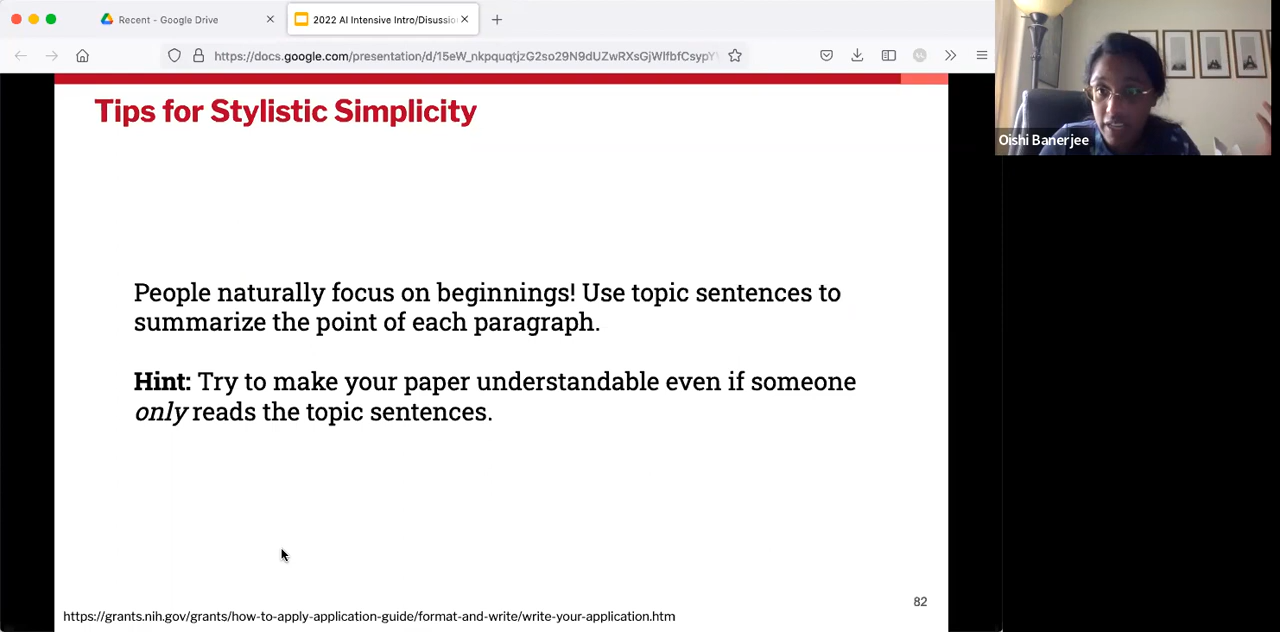 Recent - Google Drive
2022 AI Intensive Intro/Disussio
https://docs.google.com/presentation/d/15eW_nkpquqtjzG2so29N9dUZwRXsGjWlfbfCsypY
Oishi Banerjee
Tips for Stylistic Simplicity
People naturally focus on beginnings! Use topic sentences to
summarize the point of each paragraph.
Hint: Try to make your paper understandable even if someone
only reads the topic sentences.
82
https://grants.nih.gov/grants/how-to-apply-application-guide/format-and-write/write-your-application.htm